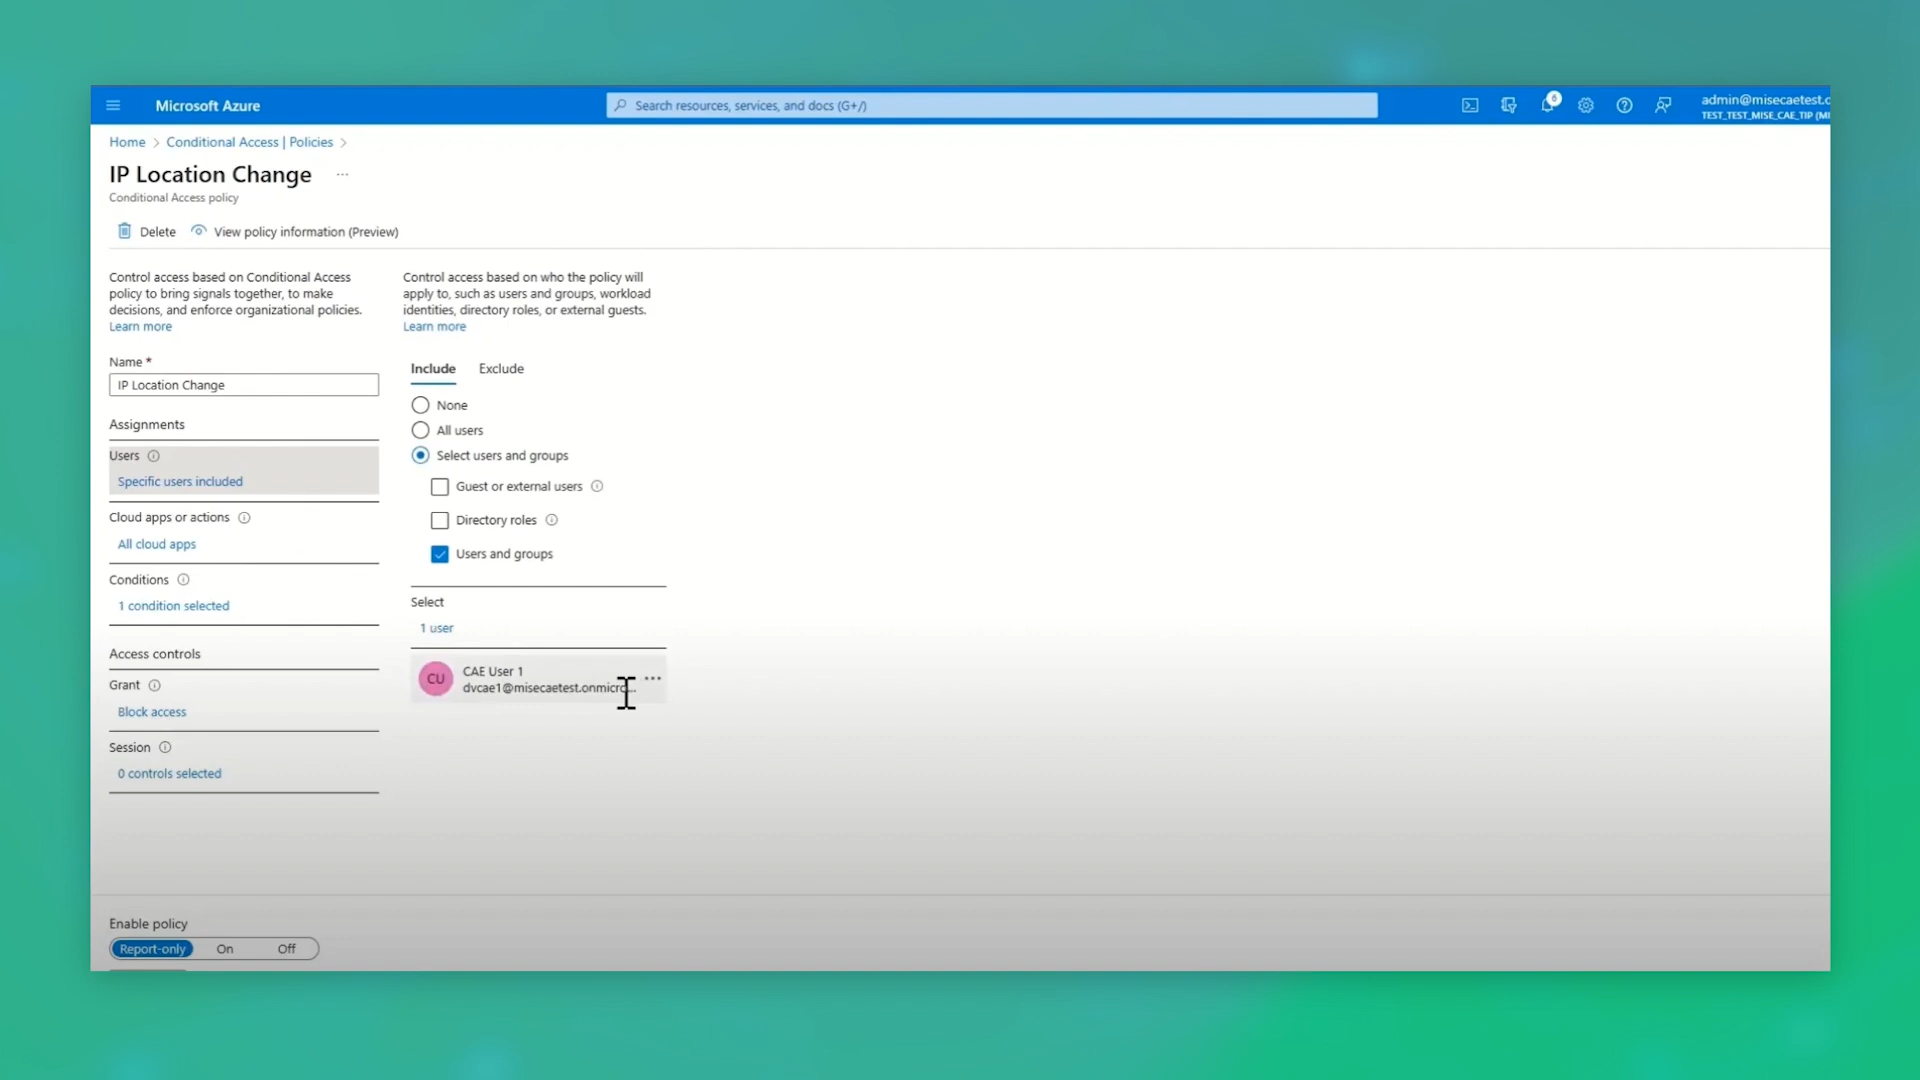 Microsoft Azure
Search resources, services, and docs (G+/)
6
admin@misecaetest.c
TEST_TEST_MISE_CAE_TIP (MI
Home > Conditional Access | Policies >
IP Location Change ...
Conditional Access policy
Delete
View policy information (Preview)
Control access based on Conditional Access
policy to bring signals together, to make
decisions, and enforce organizational policies.
Learn more
Name *
IP Location Change
Assignments
Users
Specific users included
Cloud apps or actions
All cloud apps
Conditions
1 condition selected
Access controls
Grant
Block access
Session
0 controls selected
Control access based on who the policy will
apply to, such as users and groups, workload
identities, directory roles, or external guests.
Learn more
Include Exclude
None
All users
Select users and groups
Guest or external users
Directory roles
Users and groups
Select
1 user
CU
CAE User 1
dvcae1@misecaetest.onmicro...
Enable policy
Report-only On Off